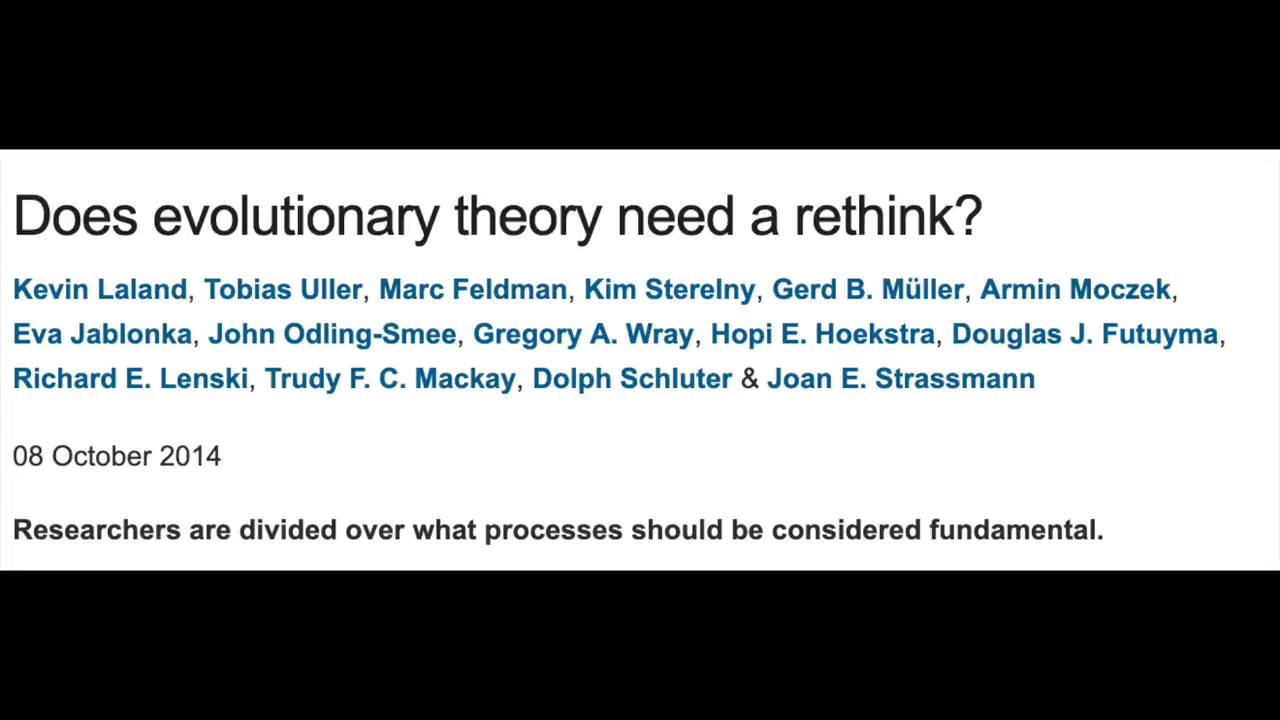 Does evolutionary theory need a rethink?
Kevin Laland, Tobias Uller, Marc Feldman, Kim Sterelny, Gerd B. Müller, Armin Moczek,
Eva Jablonka, John Odling-Smee, Gregory A. Wray, Hopi E. Hoekstra, Douglas J. Futuyma,
Richard E. Lenski, Trudy F. C. Mackay, Dolph Schluter & Joan E. Strassmann
08 October 2014
Researchers are divided over what processes should be considered fundamental.